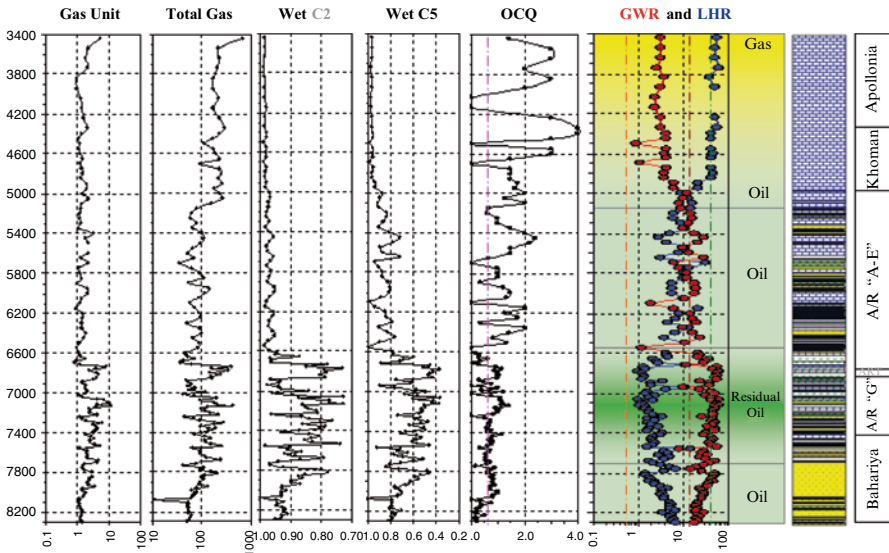 Gas Unit Total Gas Wet C2 Wet C5 OCQ GWR and LHR
3400
3800
4200
4600
5000
5400
5800
6200
6600
7000
7400
7800
8200
Gas
Oil
Oil
Residual
Oil
Oil
Apollonia
Khoman
A/R "A-E"
A/R "G"
Bahariya
0.1 1 10 100
10 100 1000
1.00 0.90 0.80 0.70
1.0 0.8 0.6 0.4 0.2
0.0 2.0 4.0
0.1 1 10 100